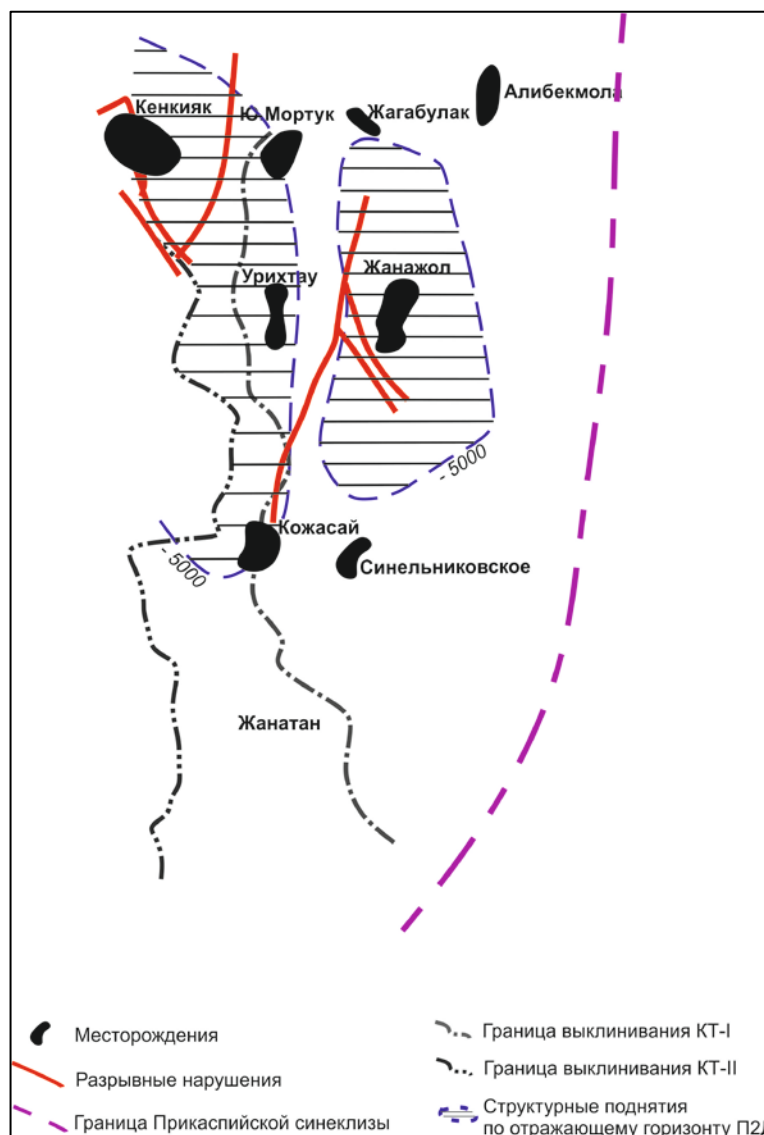 Алибекмола
Кенкияк
Ю.Мортук
Жагабулак
Жанажол
Урихтау
- 5000
Кожасай
- 5000
Синельниковское
Жанатан
Месторождения
Разрывные нарушения
Граница Прикаспийской синеклизы
Граница выклинивания КТ-I
Граница выклинивания КТ-II
Структурные поднятия
по отражающему горизонту П2Д